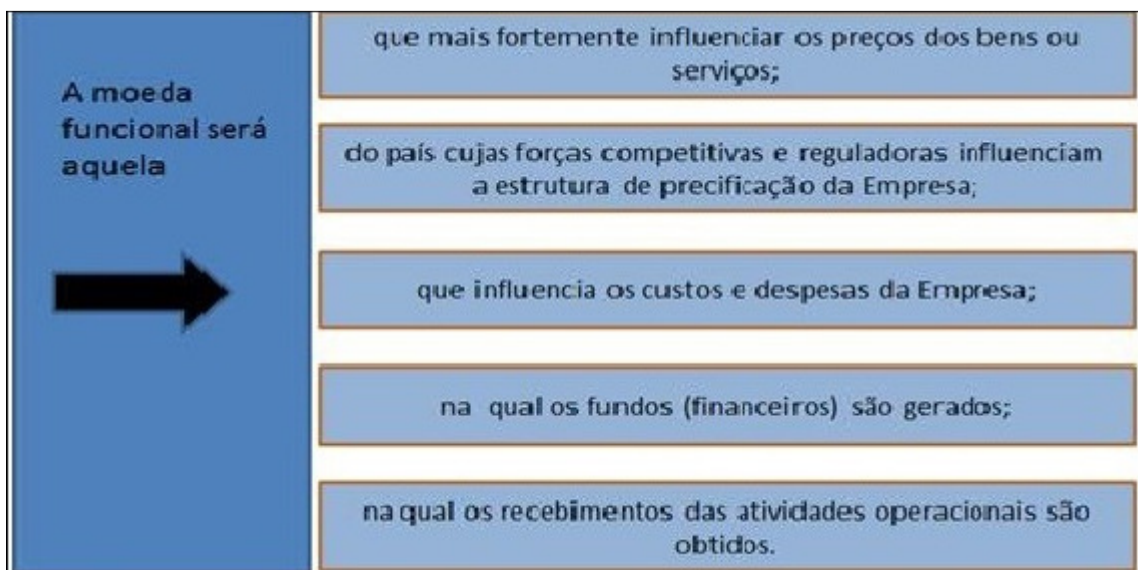 A moeda
funcional será
aquela
que mais fortemente influenciar os preços dos bens ou
serviços;
do país cujas forças competitivas e reguladoras influenciam
a estrutura de precificação da Empresa;
que influencia os custos e despesas da Empresa;
na qual os fundos (financeiros) são gerados;
na qual os recebimentos das atividades operacionais são
obtidos.